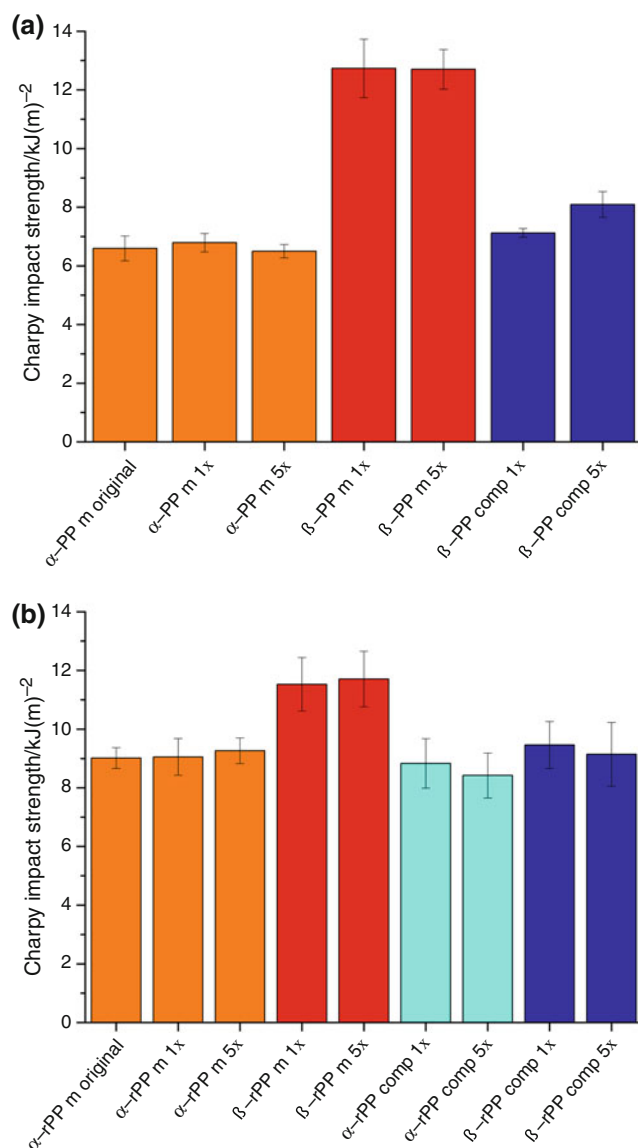 (a)
14
12
10
8
6
4
2
0
Charpy impact strength/kJ(m)⁻²
α–PP m original
α–PP m 1x
α–PP m 5x
ß–PP m 1x
ß–PP m 5x
ß–PP comp 1x
ß–PP comp 5x
(b)
14
12
10
8
6
4
2
0
Charpy impact strength/kJ(m)⁻²
α–rPP m original
α–rPP m 1x
α–rPP m 5x
ß–rPP m 1x
ß–rPP m 5x
α–rPP comp 1x
α–rPP comp 5x
ß–rPP comp 1x
ß–rPP comp 5x